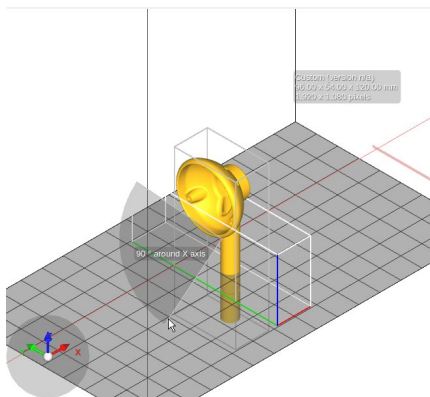 Custom (version n/a)
96.00 x 54.00 x 120.00 mm
1,920 x 1,080 pixels
90 ° around X axis
X